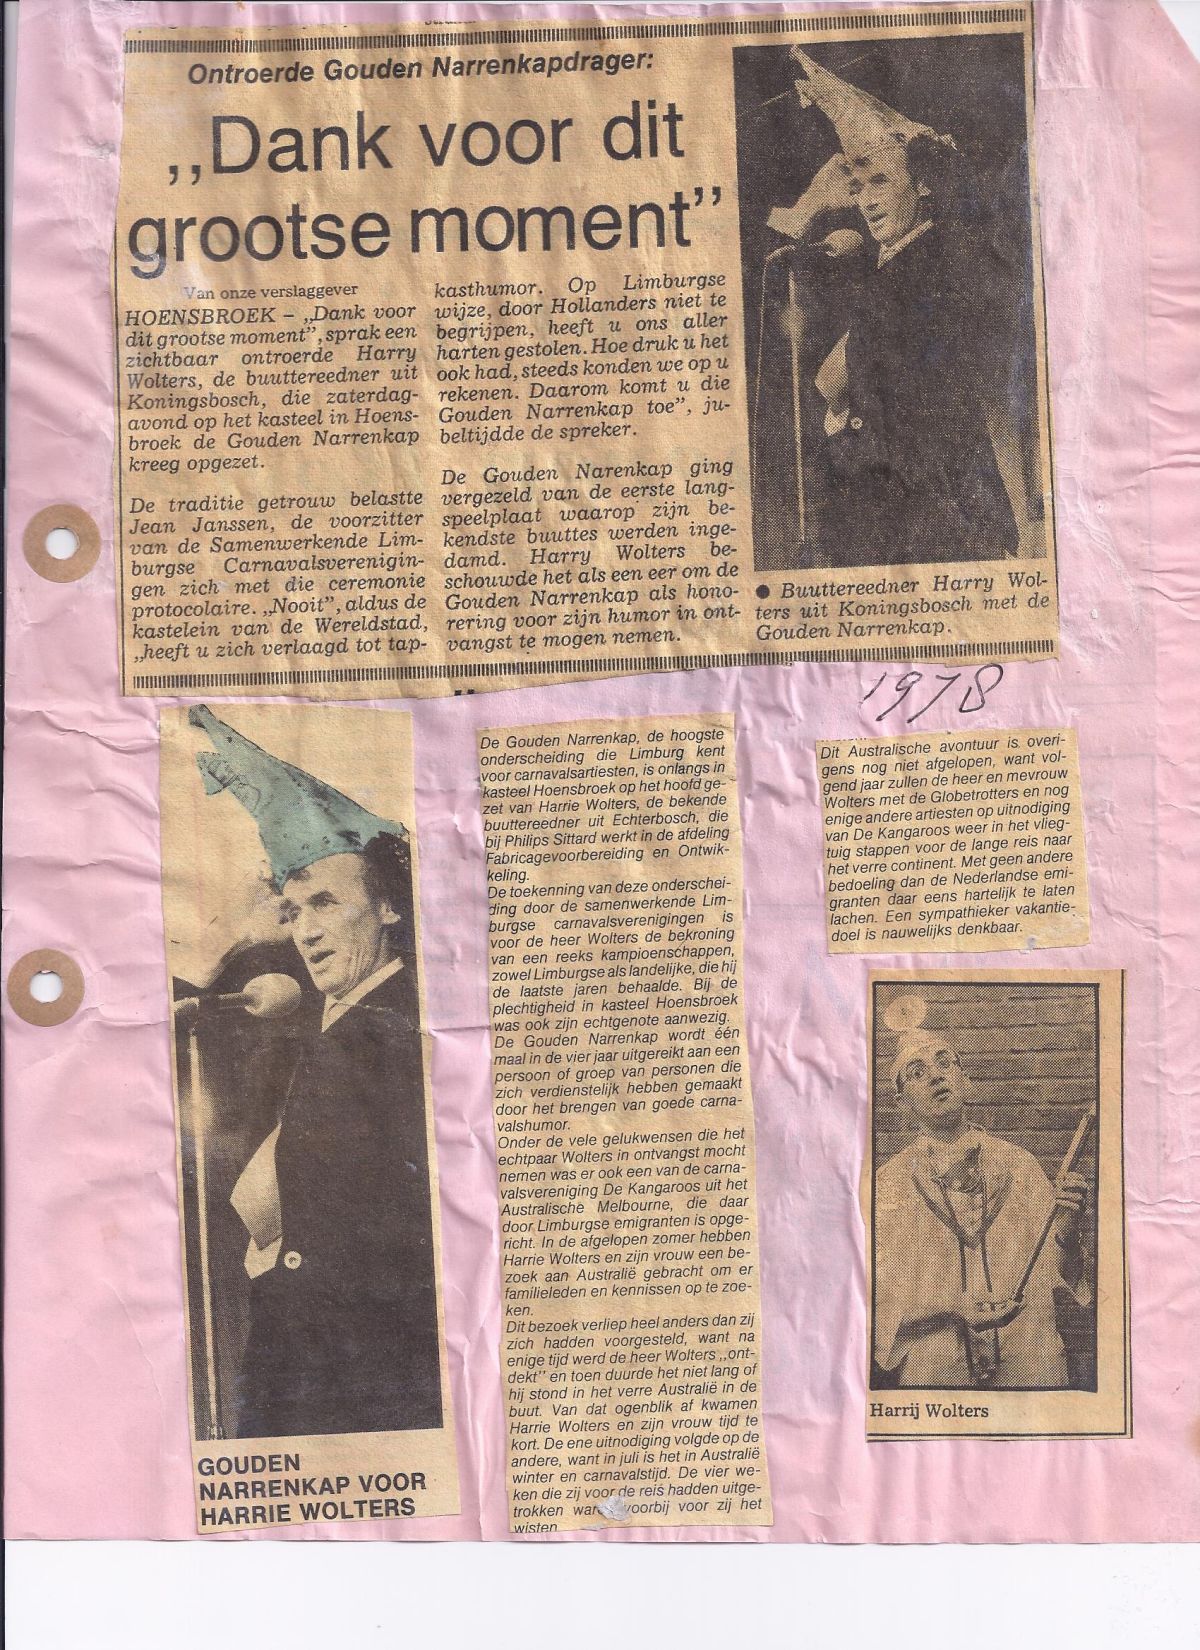 Ontroerde Gouden Narrenkapdrager:
„Dank voor dit
grootse moment”
Van onze verslaggever
HOENSBROEK – „Dank voor
dit grootse moment”, sprak een
zichtbaar ontroerde Harry
Wolters, de buuttereedner uit
Koningsbosch, die zaterdag-
avond op het kasteel in Hoens-
broek de Gouden Narrenkap
kreeg opgezet.
De traditie getrouw belastte
Jean Janssen, de voorzitter
van de Samenwerkende Lim-
burgse Carnavalsverenigin-
gen zich met die ceremonie
protocolaire. „Nooit”, aldus de
kastelein van de Wereldstad,
„heeft u zich verlaagd tot tap-
kasthumor. Op Limburgse
wijze, door Hollanders niet te
begrijpen, heeft u ons aller
harten gestolen. Hoe druk u het
ook had, steeds konden we op u
rekenen. Daarom komt u die
Gouden Narrenkap toe”, ju-
beltijdde de spreker.
De Gouden Narenkap ging
vergezeld van de eerste lang-
speelplaat waarop zijn be-
kendste buuttes werden inge-
damd. Harry Wolters be-
schouwde het als een eer om de
Gouden Narrenkap als hono-
rering voor zijn humor in ont-
vangst te mogen nemen.
● Buuttereedner Harry Wol-
ters uit Koningsbosch met de
Gouden Narrenkap.
1978
GOUDEN
NARRENKAP VOOR
HARRIE WOLTERS
De Gouden Narrenkap, de hoogste
onderscheiding die Limburg kent
voor carnavalsartiesten, is onlangs in
kasteel Hoensbroek op het hoofd ge-
zet van Harrie Wolters, de bekende
buuttereedner uit Echterbosch, die
bij Philips Sittard werkt in de afdeling
Fabricagevoorbereiding en Ontwik-
keling.
De toekenning van deze onderschei-
ding door de samenwerkende Lim-
burgse carnavalsverenigingen is
voor de heer Wolters de bekroning
van een reeks kampioenschappen,
zowel Limburgse als landelijke, die hij
de laatste jaren behaalde. Bij de
plechtigheid in kasteel Hoensbroek
was ook zijn echtgenote aanwezig.
De Gouden Narrenkap wordt één
maal in de vier jaar uitgereikt aan een
persoon of groep van personen die
zich verdienstelijk hebben gemaakt
door het brengen van goede carna-
valshumor.
Onder de vele gelukwensen die het
echtpaar Wolters in ontvangst mocht
nemen was er ook een van de carna-
valsvereniging De Kangaroos uit het
Australische Melbourne, die daar
door Limburgse emigranten is opge-
richt. In de afgelopen zomer hebben
Harrie Wolters en zijn vrouw een be-
zoek aan Australië gebracht om er
familieleden en kennissen op te zoe-
ken.
Dit bezoek verliep heel anders dan zij
zich hadden voorgesteld, want na
enige tijd werd de heer Wolters „ont-
dekt” en toen duurde het niet lang of
hij stond in het verre Australië in de
buut. Van dat ogenblik af kwamen
Harrie Wolters en zijn vrouw tijd te
kort. De ene uitnodiging volgde op de
andere, want in juli is het in Australië
winter en carnavalstijd. De vier we-
ken die zij voor de reis hadden uitge-
trokken voorbij voor zij het
wisten
Dit Australische avontuur is overi-
gens nog niet afgelopen, want vol-
gend jaar zullen de heer en mevrouw
Wolters met de Globetrotters en nog
enige andere artiesten op uitnodiging
van De Kangaroos weer in het vlieg-
tuig stappen voor de lange reis naar
het verre continent. Met geen andere
bedoeling dan de Nederlandse emi-
granten daar eens hartelijk te laten
lachen. Een sympathieker vakantie-
doel is nauwelijks denkbaar.
Harrij Wolters